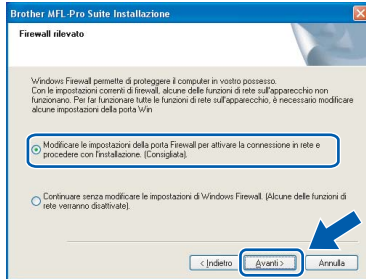 Brother MFL-Pro Suite Installazione
Firewall rilevato
Windows Firewall permette di proteggere il computer in vostro possesso.
Con le impostazioni correnti di firewall, alcune delle funzioni di rete sull'apparecchio non
funzionano. Per far funzionare tutte le funzioni di rete sull'apparecchio, è necessario modificare
alcune impostazioni della porta Win
Modificare le impostazioni della porta Firewall per attivare la connessione in rete e
procedere con l'installazione. (Consigliata).
Continuare senza modificare le impostazioni di Windows Firewall. (Alcune delle funzioni di
rete verranno disattivate).
< Indietro
Avanti >
Annulla